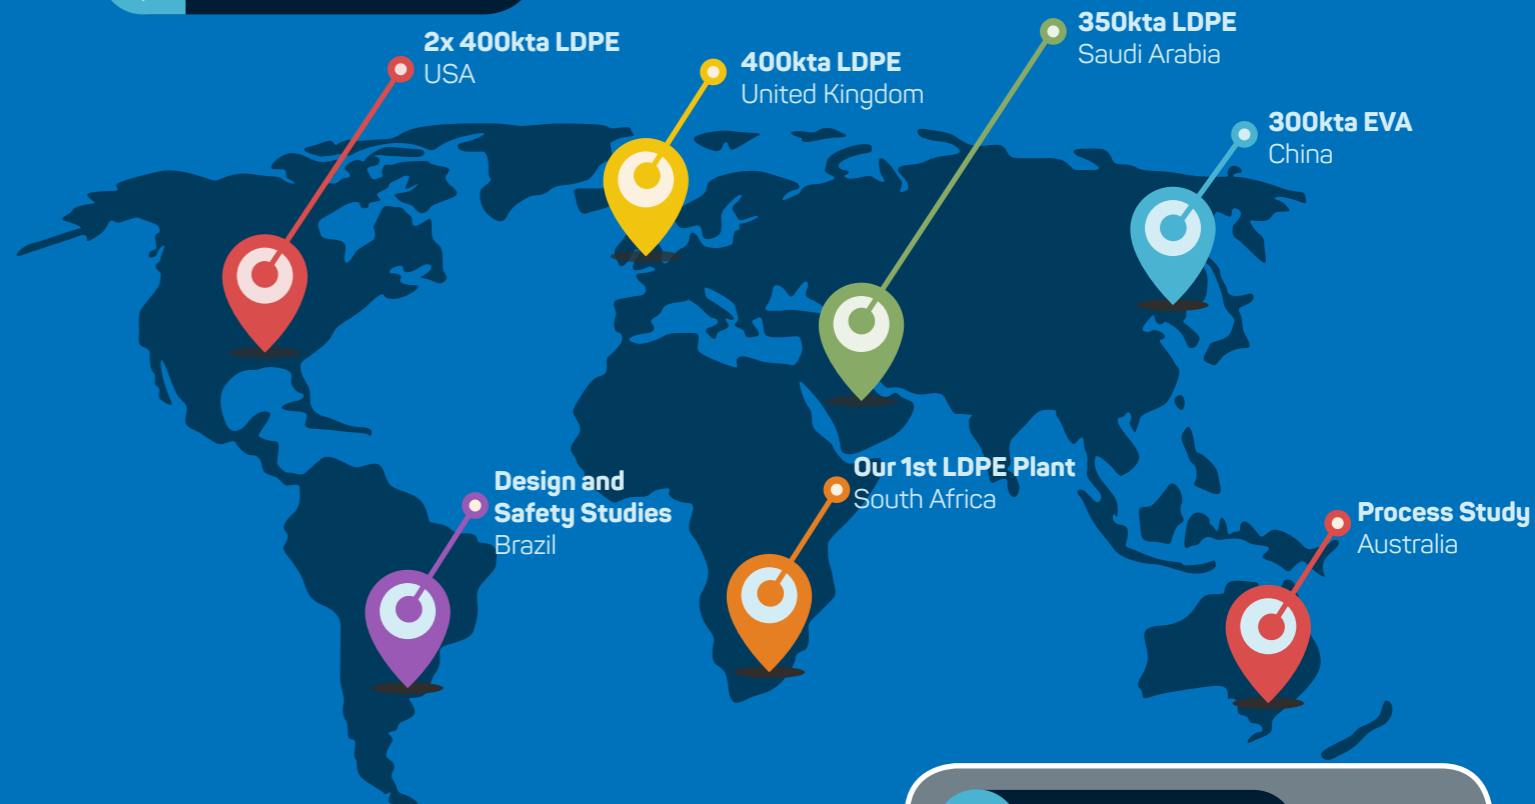 2x 400kta LDPE
USA
400kta LDPE
United Kingdom
350kta LDPE
Saudi Arabia
300kta EVA
China
Design and
Safety Studies
Brazil
Our 1st LDPE Plant
South Africa
Process Study
Australia